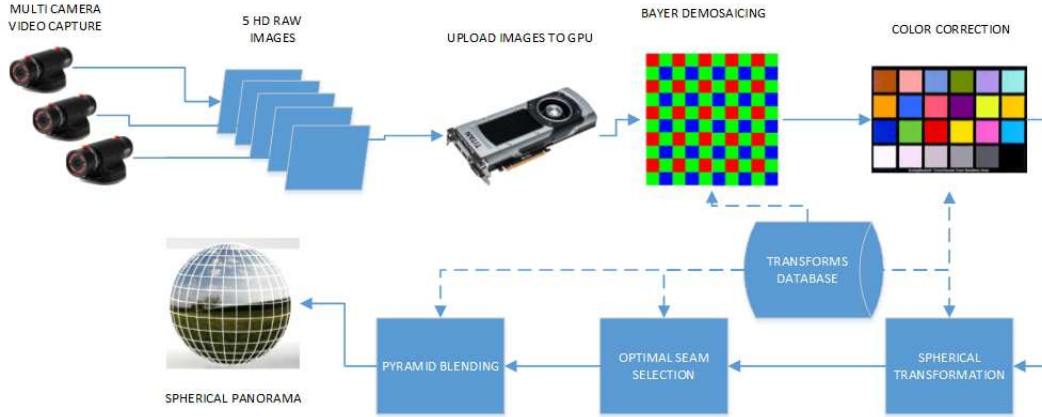 MULTI CAMERA
VIDEO CAPTURE
5 HD RAW
IMAGES
UPLOAD IMAGES TO GPU
BAYER DEMOSAICING
COLOR CORRECTION
TITAN
TRANSFORMS
DATABASE
PYRAMID BLENDING
OPTIMAL SEAM
SELECTION
SPHERICAL
TRANSFORMATION
SPHERICAL PANORAMA